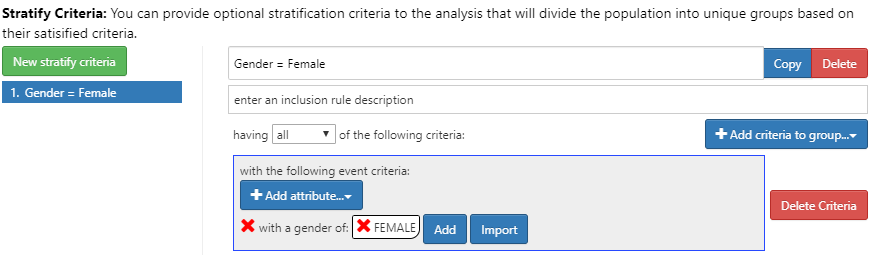 Stratify Criteria: You can provide optional stratification criteria to the analysis that will divide the population into unique groups based on
their satisified criteria.
New stratify criteria
1. Gender = Female
Gender = Female
Copy
Delete
enter an inclusion rule description
having all of the following criteria:
Add criteria to group...
with the following event criteria:
Add attribute...
Delete Criteria
with a gender of: FEMALE Add Import